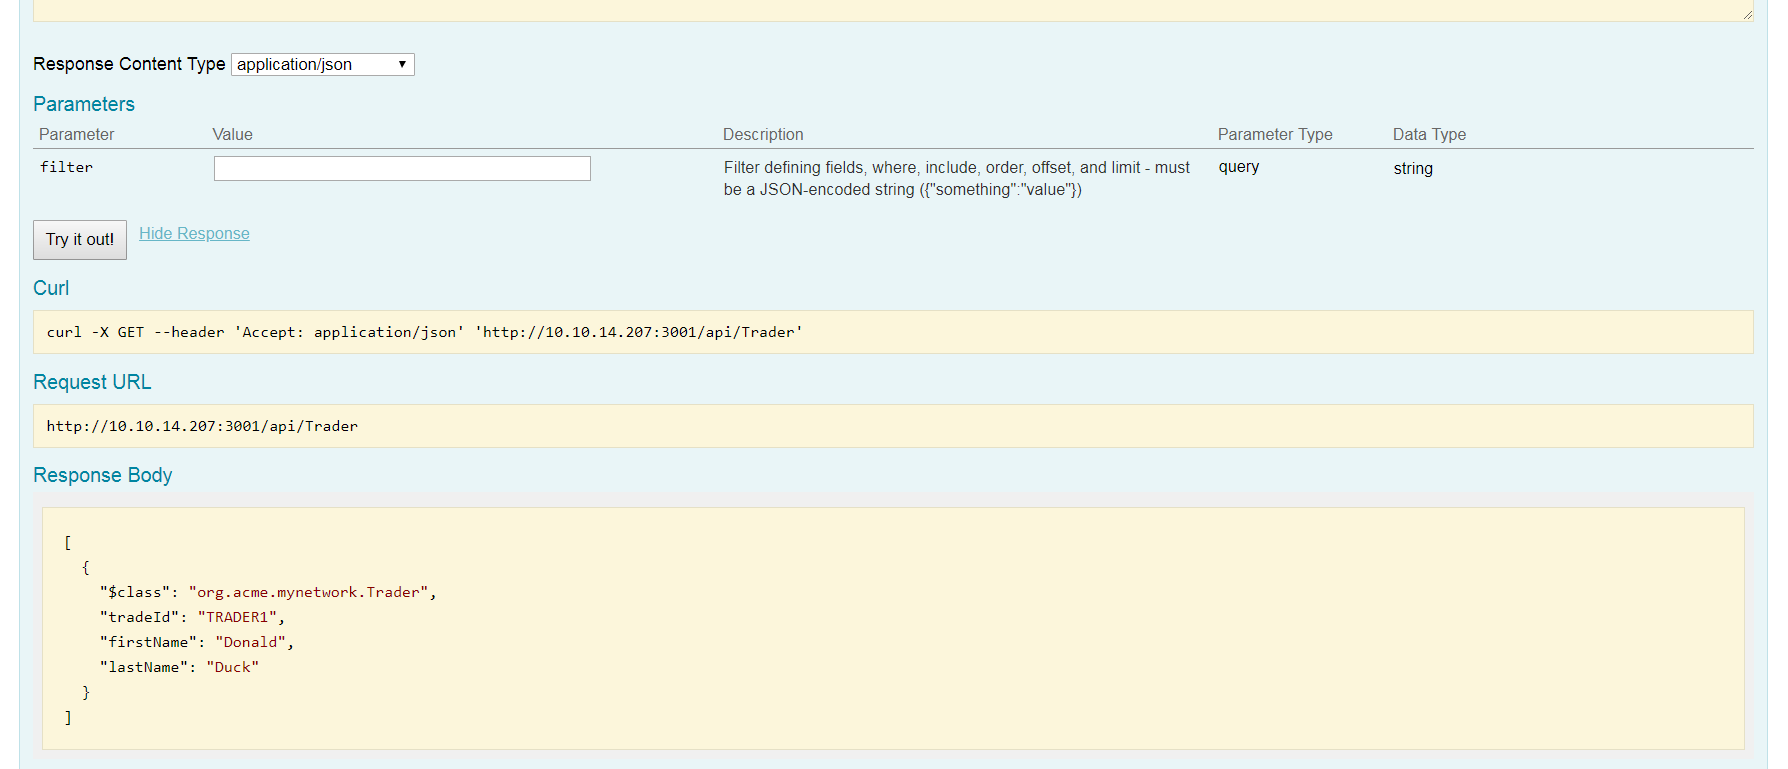 Response Content Type application/json
Parameters
Parameter Value Description Parameter Type Data Type
filter Filter defining fields, where, include, order, offset, and limit - must query string
be a JSON-encoded string ({"something":"value"})
Try it out! Hide Response
Curl
curl -X GET --header 'Accept: application/json' 'http://10.10.14.207:3001/api/Trader'
Request URL
http://10.10.14.207:3001/api/Trader
Response Body
[
{
"$class": "org.acme.mynetwork.Trader",
"tradeId": "TRADER1",
"firstName": "Donald",
"lastName": "Duck"
}
]